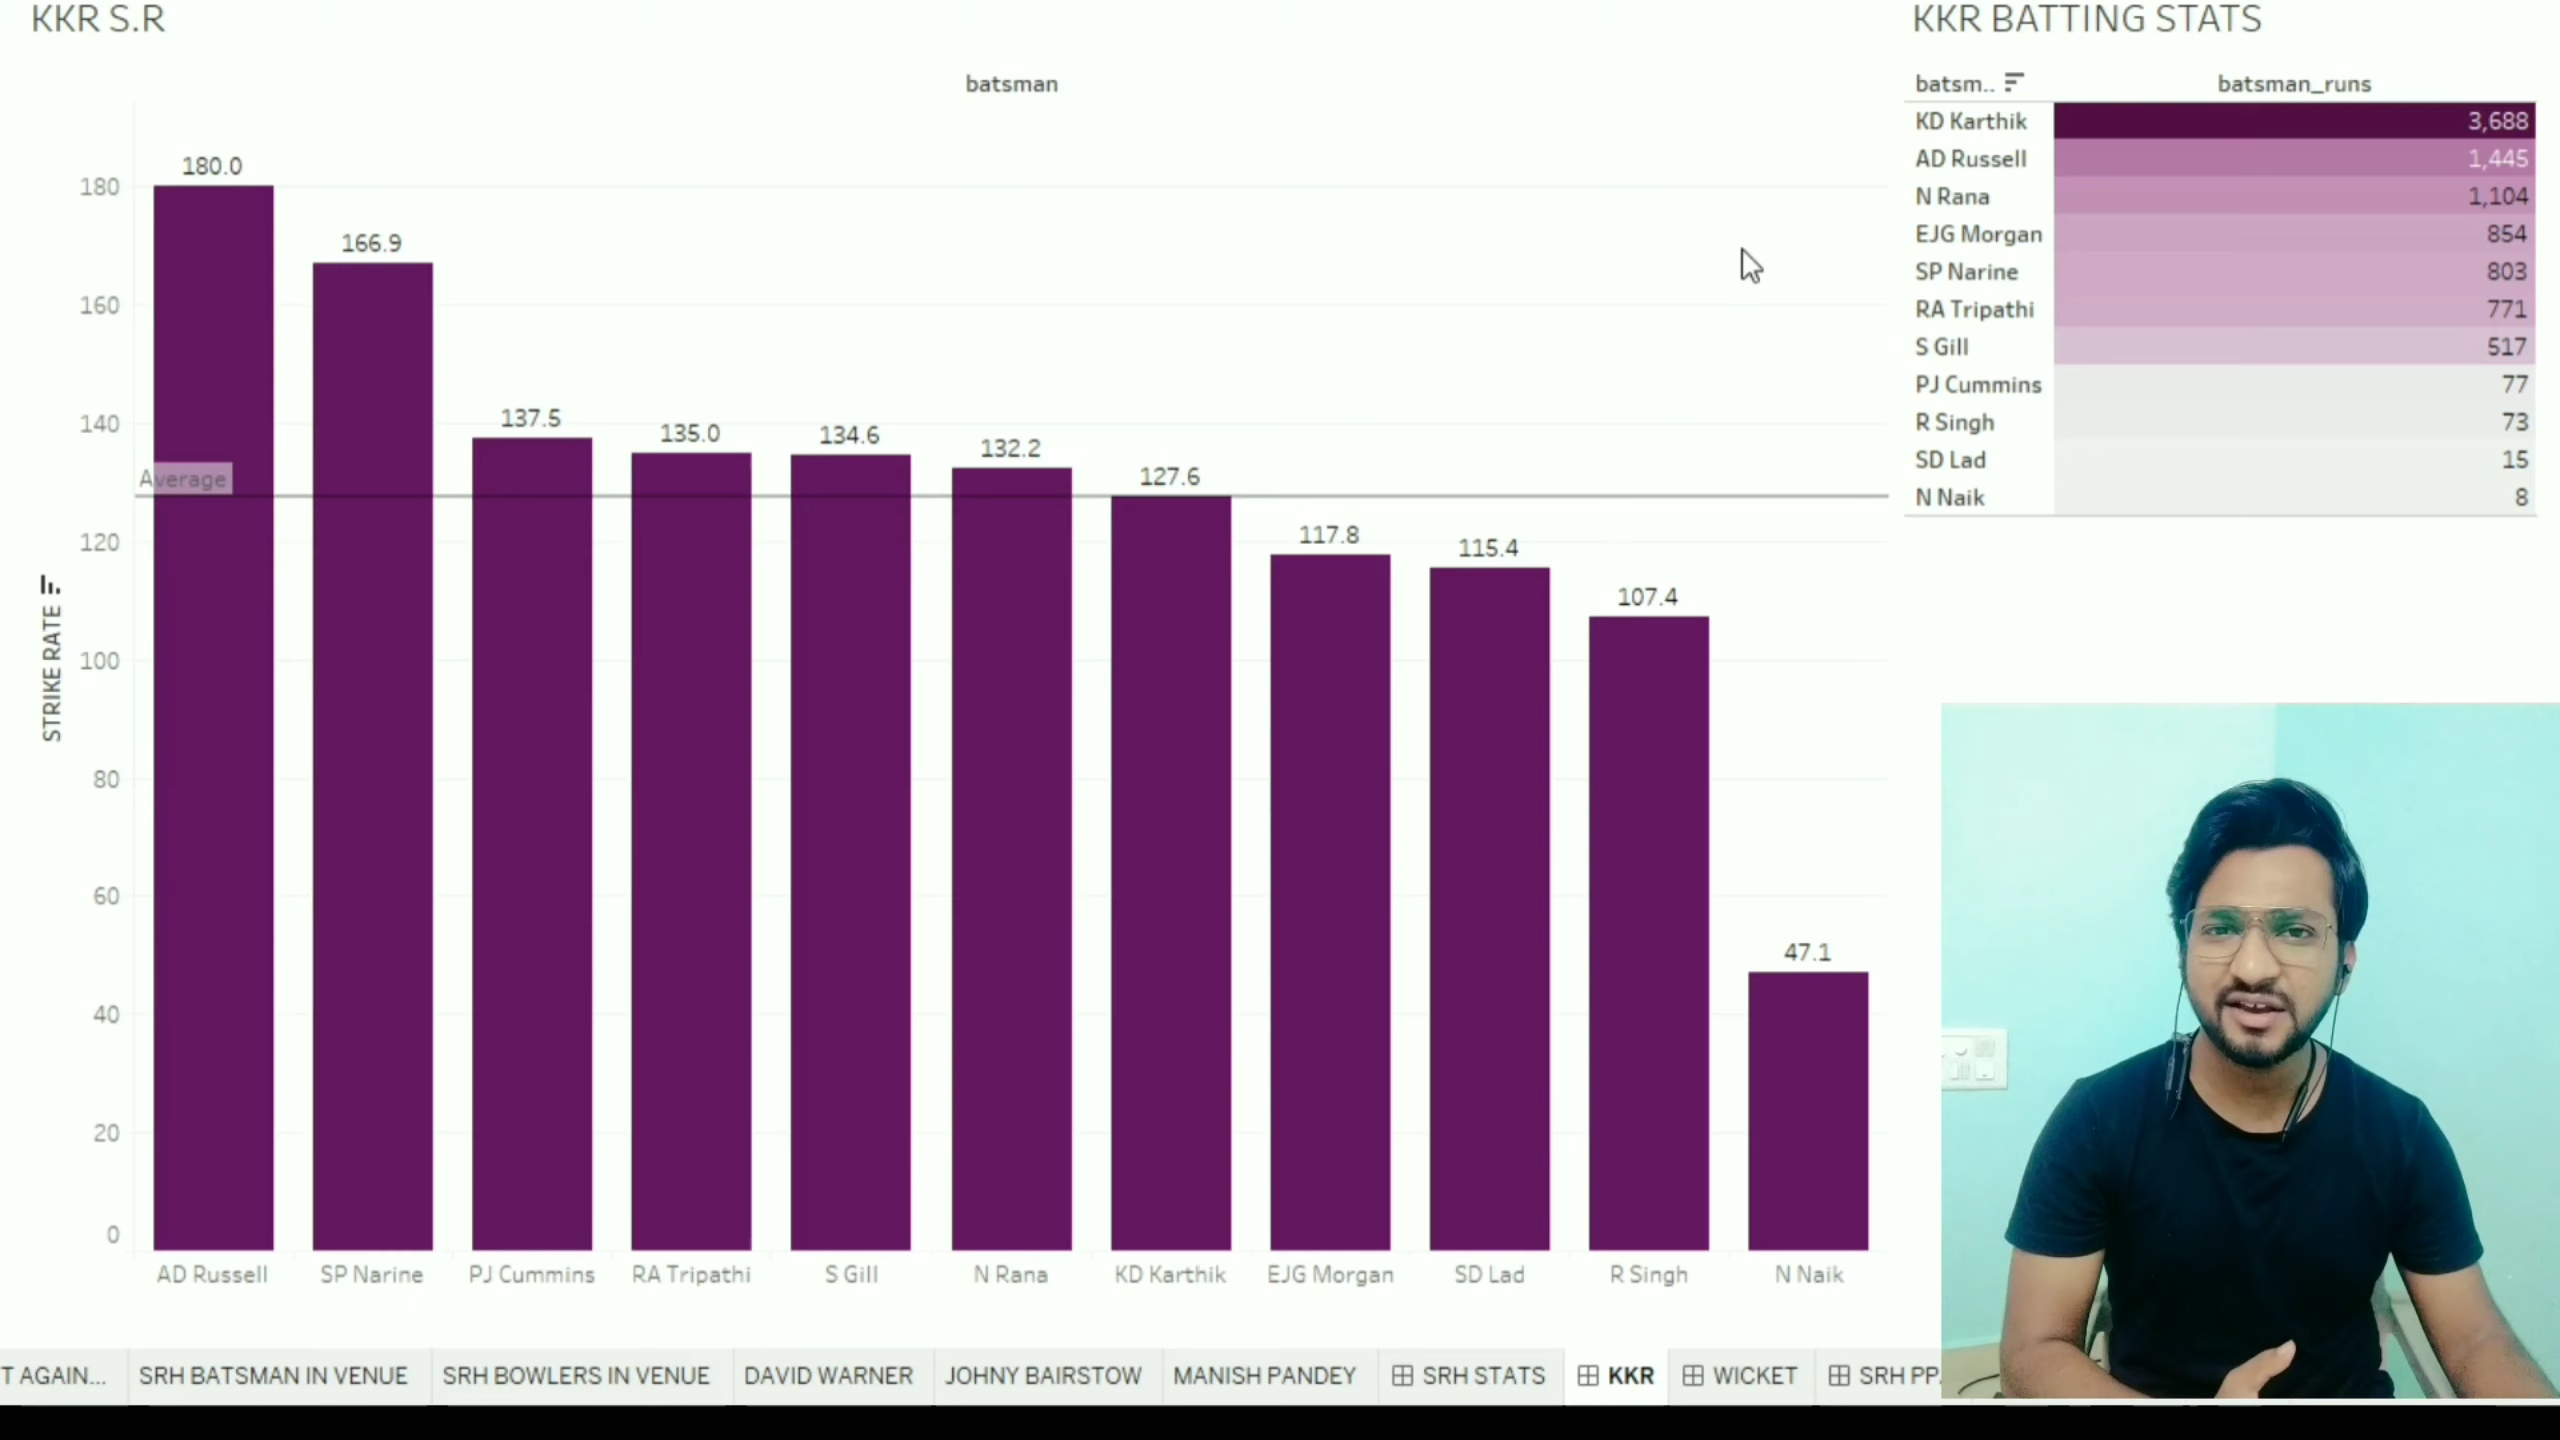 KKR S.R
batsman
180.0
166.9
137.5
135.0
134.6
132.2
127.6
117.8
115.4
107.4
47.1
180
160
140
120
100
80
60
40
20
0
Average
STRIKE RATE
AD Russell
SP Narine
PJ Cummins
RA Tripathi
S Gill
N Rana
KD Karthik
EJG Morgan
SD Lad
R Singh
N Naik
KKR BATTING STATS
batsm.. batsman_runs
KD Karthik 3,688
AD Russell 1,445
N Rana 1,104
EJG Morgan 854
SP Narine 803
RA Tripathi 771
S Gill 517
PJ Cummins 77
R Singh 73
SD Lad 15
N Naik 8
T AGAIN... SRH BATSMAN IN VENUE SRH BOWLERS IN VENUE DAVID WARNER JOHNY BAIRSTOW MANISH PANDEY SRH STATS KKR WICKET SRH PP